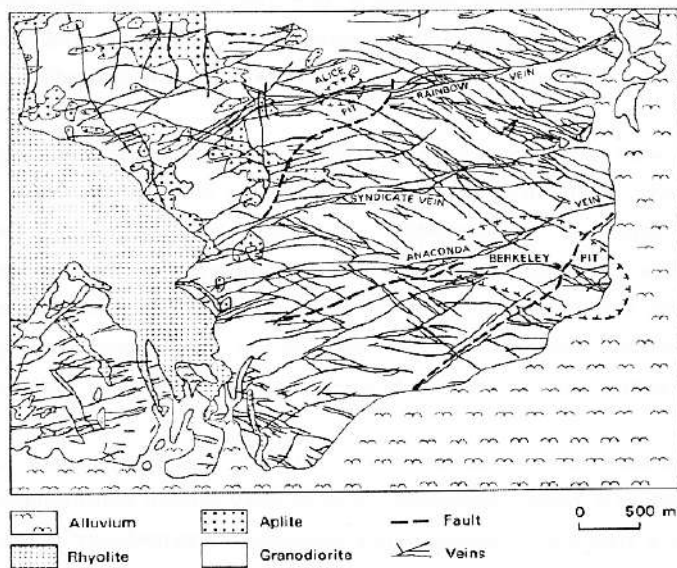 ALICE
PIT
RAINBOW
VEIN
SYNDICATE VEIN
VEIN
ANACONDA
BERKELEY
PIT
Alluvium
Aplite
Fault
0 500 m
Rhyolite
Granodiorite
Veins